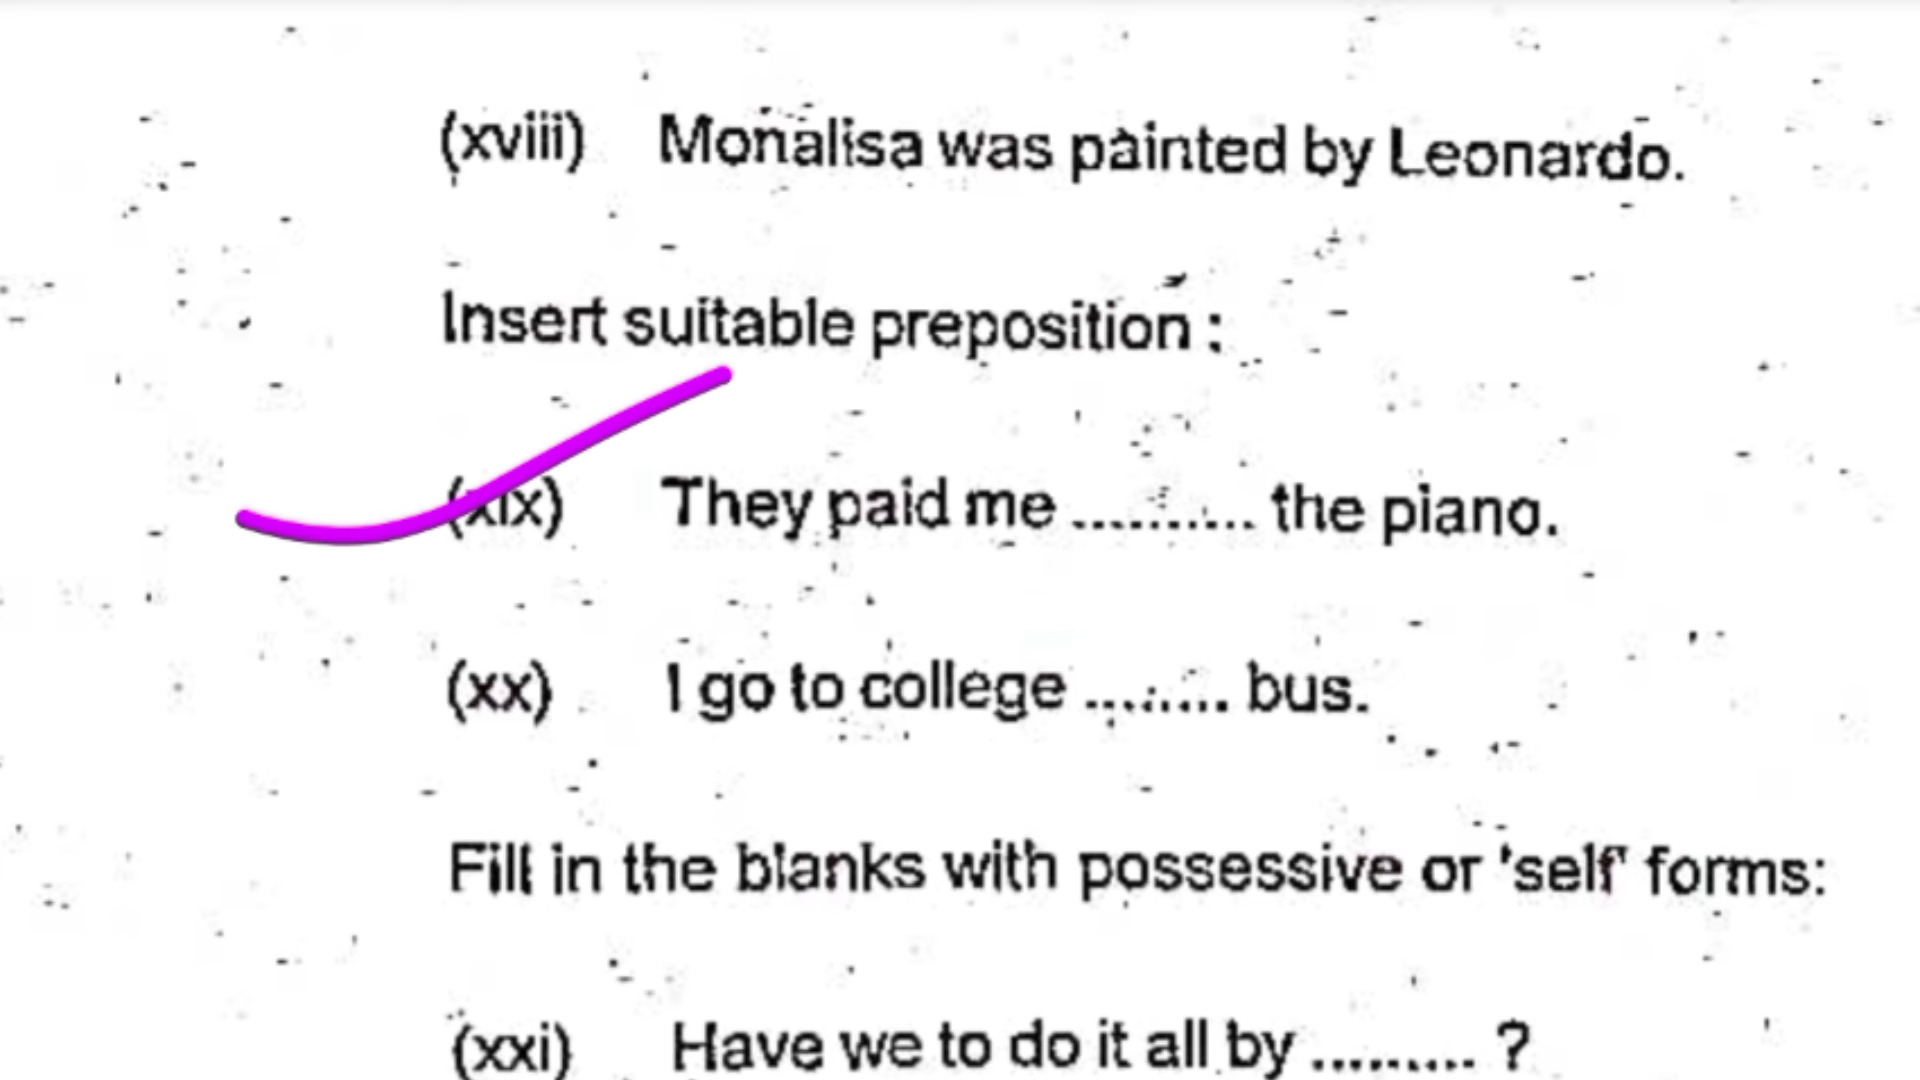 (xviii) Monalisa was painted by Leonardo.
Insert suitable preposition :
(xix) They paid me .......... the piano.
(xx) I go to college ........ bus.
Fill in the blanks with possessive or 'self' forms:
(xxi) Have we to do it all by ......... ?